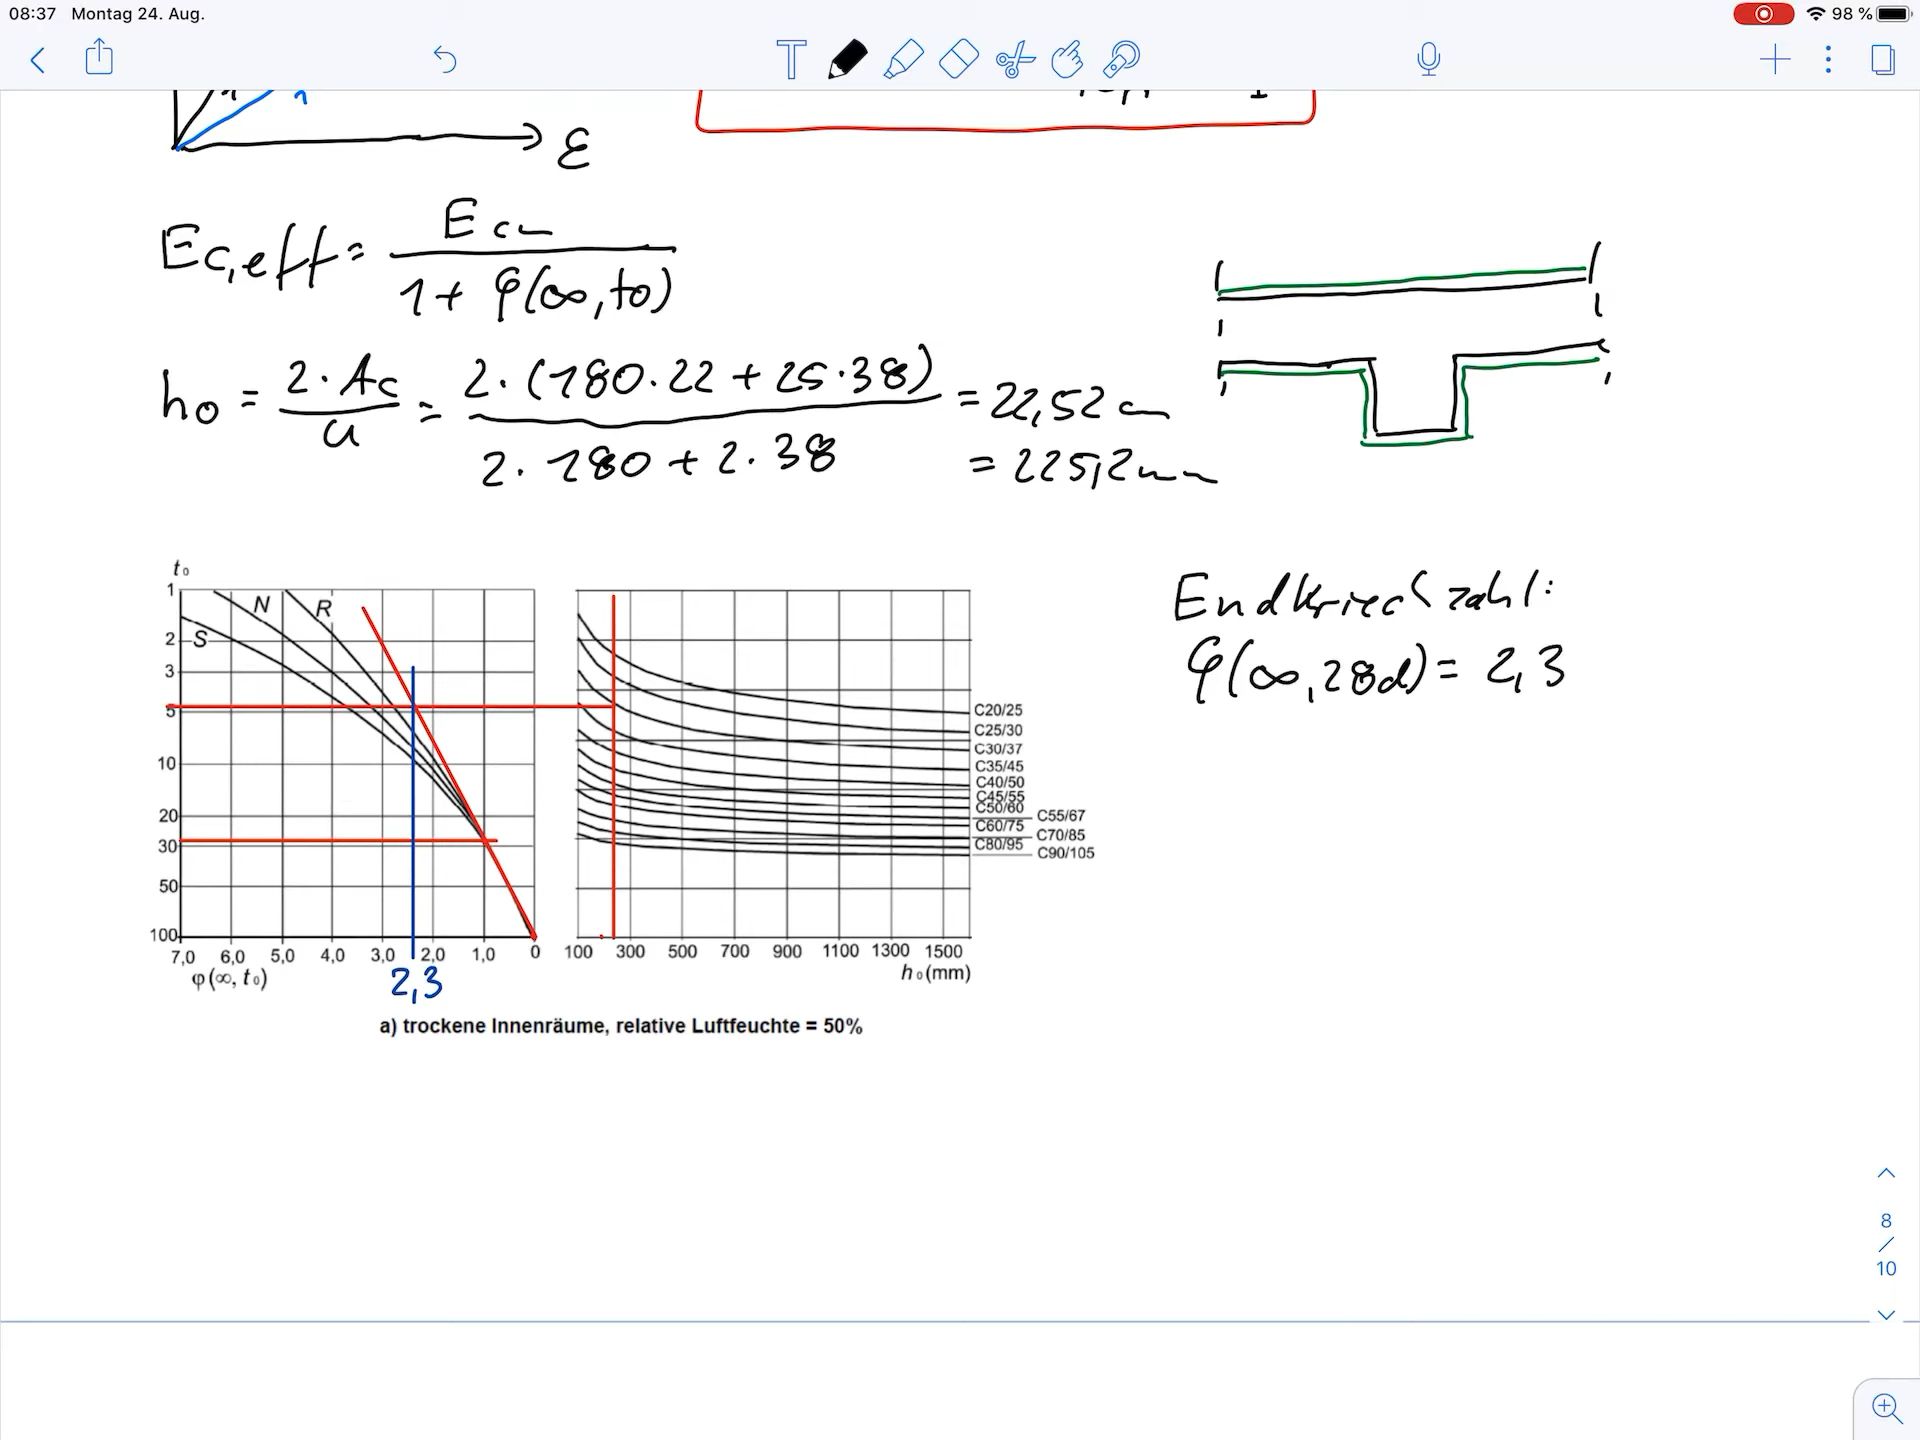 08:37 Montag 24. Aug.
98 %
T
ε
E c,eff = E cm / 1 + φ(∞, t0)
h0 = 2·Ac / u = 2·(180·22 + 25·38) / 2·180 + 2·38 = 22,52 cm
= 225,2 mm
Endkriechzahl:
φ(∞, 28d) = 2,3
t₀
1
2
3
5
10
20
30
50
100
S
N
R
7,0 6,0 5,0 4,0 3,0 2,0 1,0 0
φ (∞, t₀)
2,3
C20/25
C25/30
C30/37
C35/45
C40/50
C45/55
C50/60
C55/67
C60/75
C70/85
C80/95
C90/105
100 300 500 700 900 1100 1300 1500
h₀ (mm)
a) trockene Innenräume, relative Luftfeuchte = 50%
8
/
10